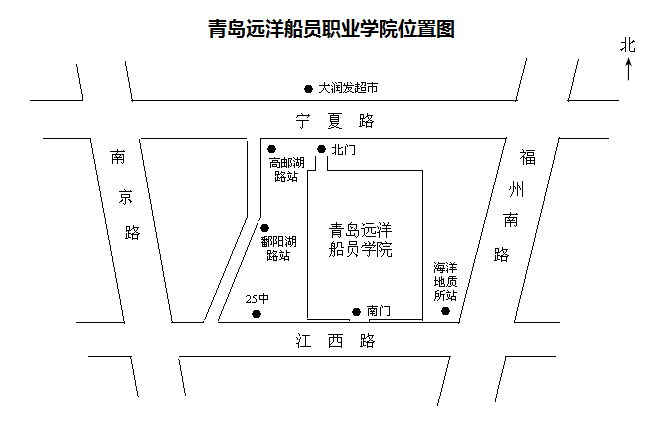 青岛远洋船员职业学院位置图
北
大润发超市
宁夏路
高邮湖
路站
北门
南京路
福州南路
鄱阳湖
路站
青岛远洋
船员学院
海洋
地质
所站
25中
南门
江西路